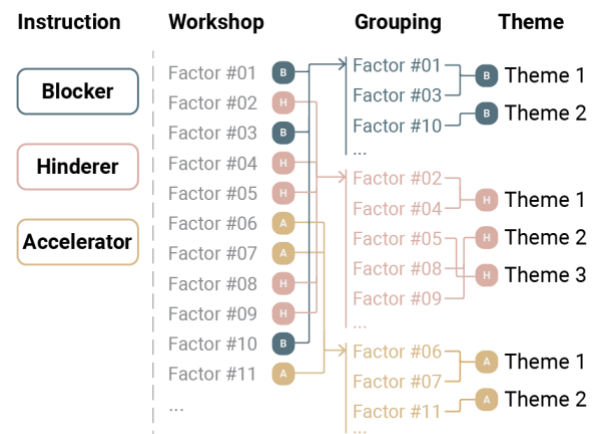 Instruction
Blocker
Hinderer
Accelerator
Workshop
Factor #01 B
Factor #02 H
Factor #03 B
Factor #04 H
Factor #05 H
Factor #06 A
Factor #07 A
Factor #08 H
Factor #09 H
Factor #10 B
Factor #11 A
...
Grouping
Factor #01
Factor #03
Factor #10
...
Factor #02
Factor #04
Factor #05
Factor #08
Factor #09
...
Factor #06
Factor #07
Factor #11
...
Theme
B Theme 1
B Theme 2
H Theme 1
H Theme 2
H Theme 3
A Theme 1
A Theme 2